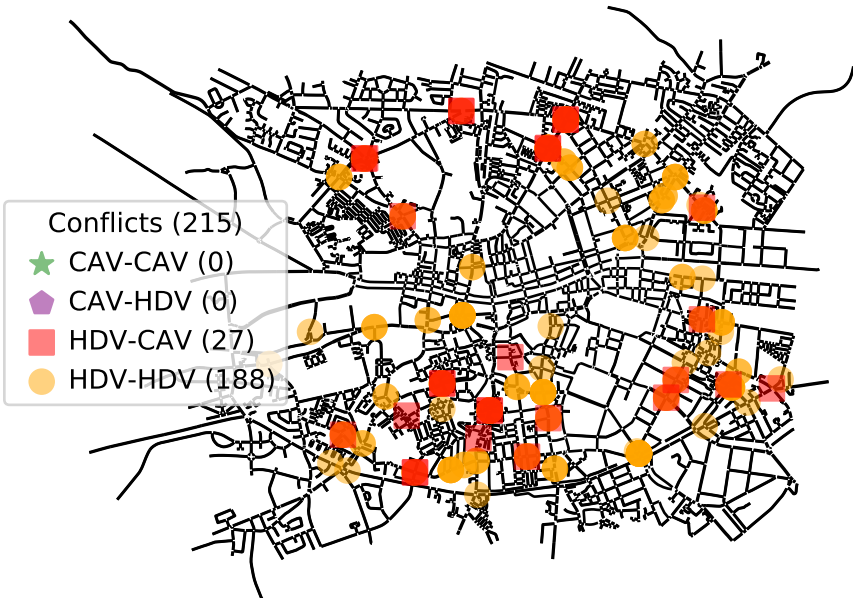 Conflicts (215)
CAV-CAV (0)
CAV-HDV (0)
HDV-CAV (27)
HDV-HDV (188)